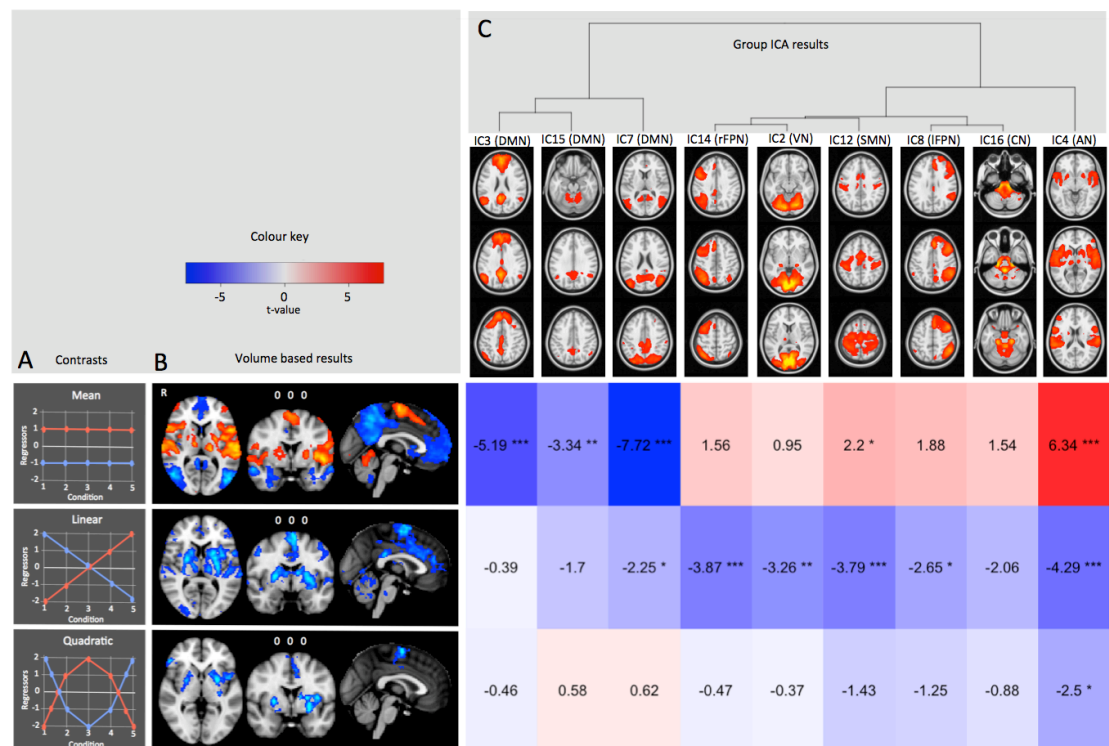 C
Group ICA results
IC3 (DMN) IC15 (DMN) IC7 (DMN) IC14 (rFPN) IC2 (VN) IC12 (SMN) IC8 (lFPN) IC16 (CN) IC4 (AN)
Colour key
-5 0 5
t-value
A Contrasts
B Volume based results
Mean
2
1
0
-1
-2
Regressors
1 2 3 4 5
Condition
R
0 0 0
-5.19 *** -3.34 ** -7.72 *** 1.56 0.95 2.2 * 1.88 1.54 6.34 ***
Linear
2
1
0
-1
-2
Regressors
1 2 3 4 5
Condition
0 0 0
-0.39 -1.7 -2.25 * -3.87 *** -3.26 ** -3.79 *** -2.65 * -2.06 -4.29 ***
Quadratic
2
1
0
-1
-2
Regressors
1 2 3 4 5
Condition
0 0 0
-0.46 0.58 0.62 -0.47 -0.37 -1.43 -1.25 -0.88 -2.5 *